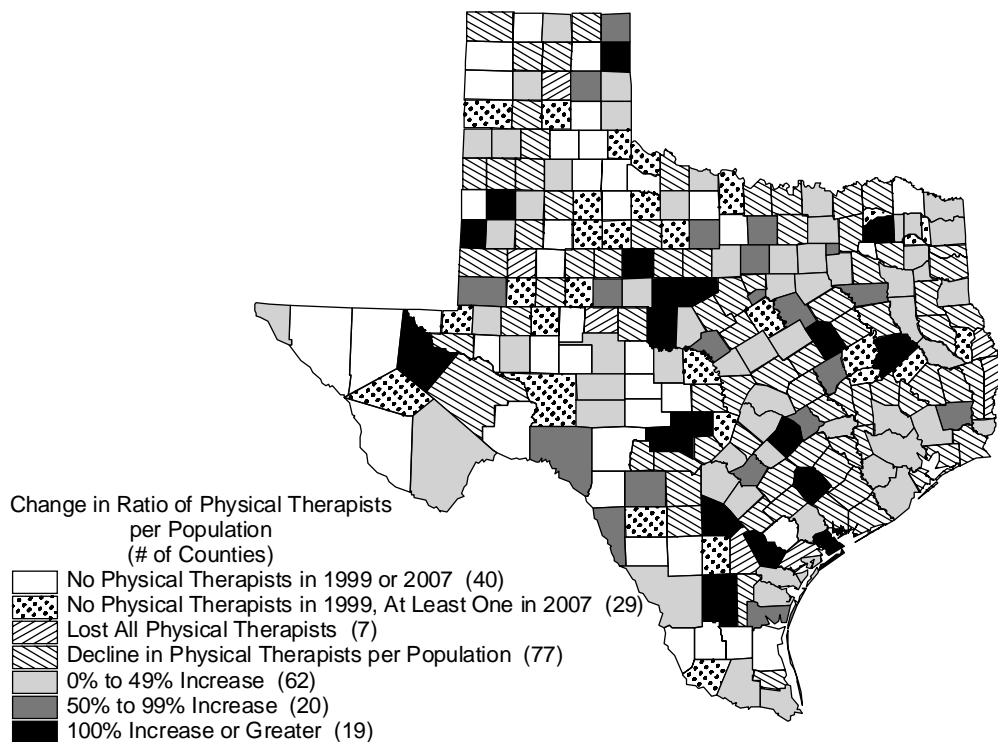 Change in Ratio of Physical Therapists
per Population
(# of Counties)
No Physical Therapists in 1999 or 2007 (40)
No Physical Therapists in 1999, At Least One in 2007 (29)
Lost All Physical Therapists (7)
Decline in Physical Therapists per Population (77)
0% to 49% Increase (62)
50% to 99% Increase (20)
100% Increase or Greater (19)